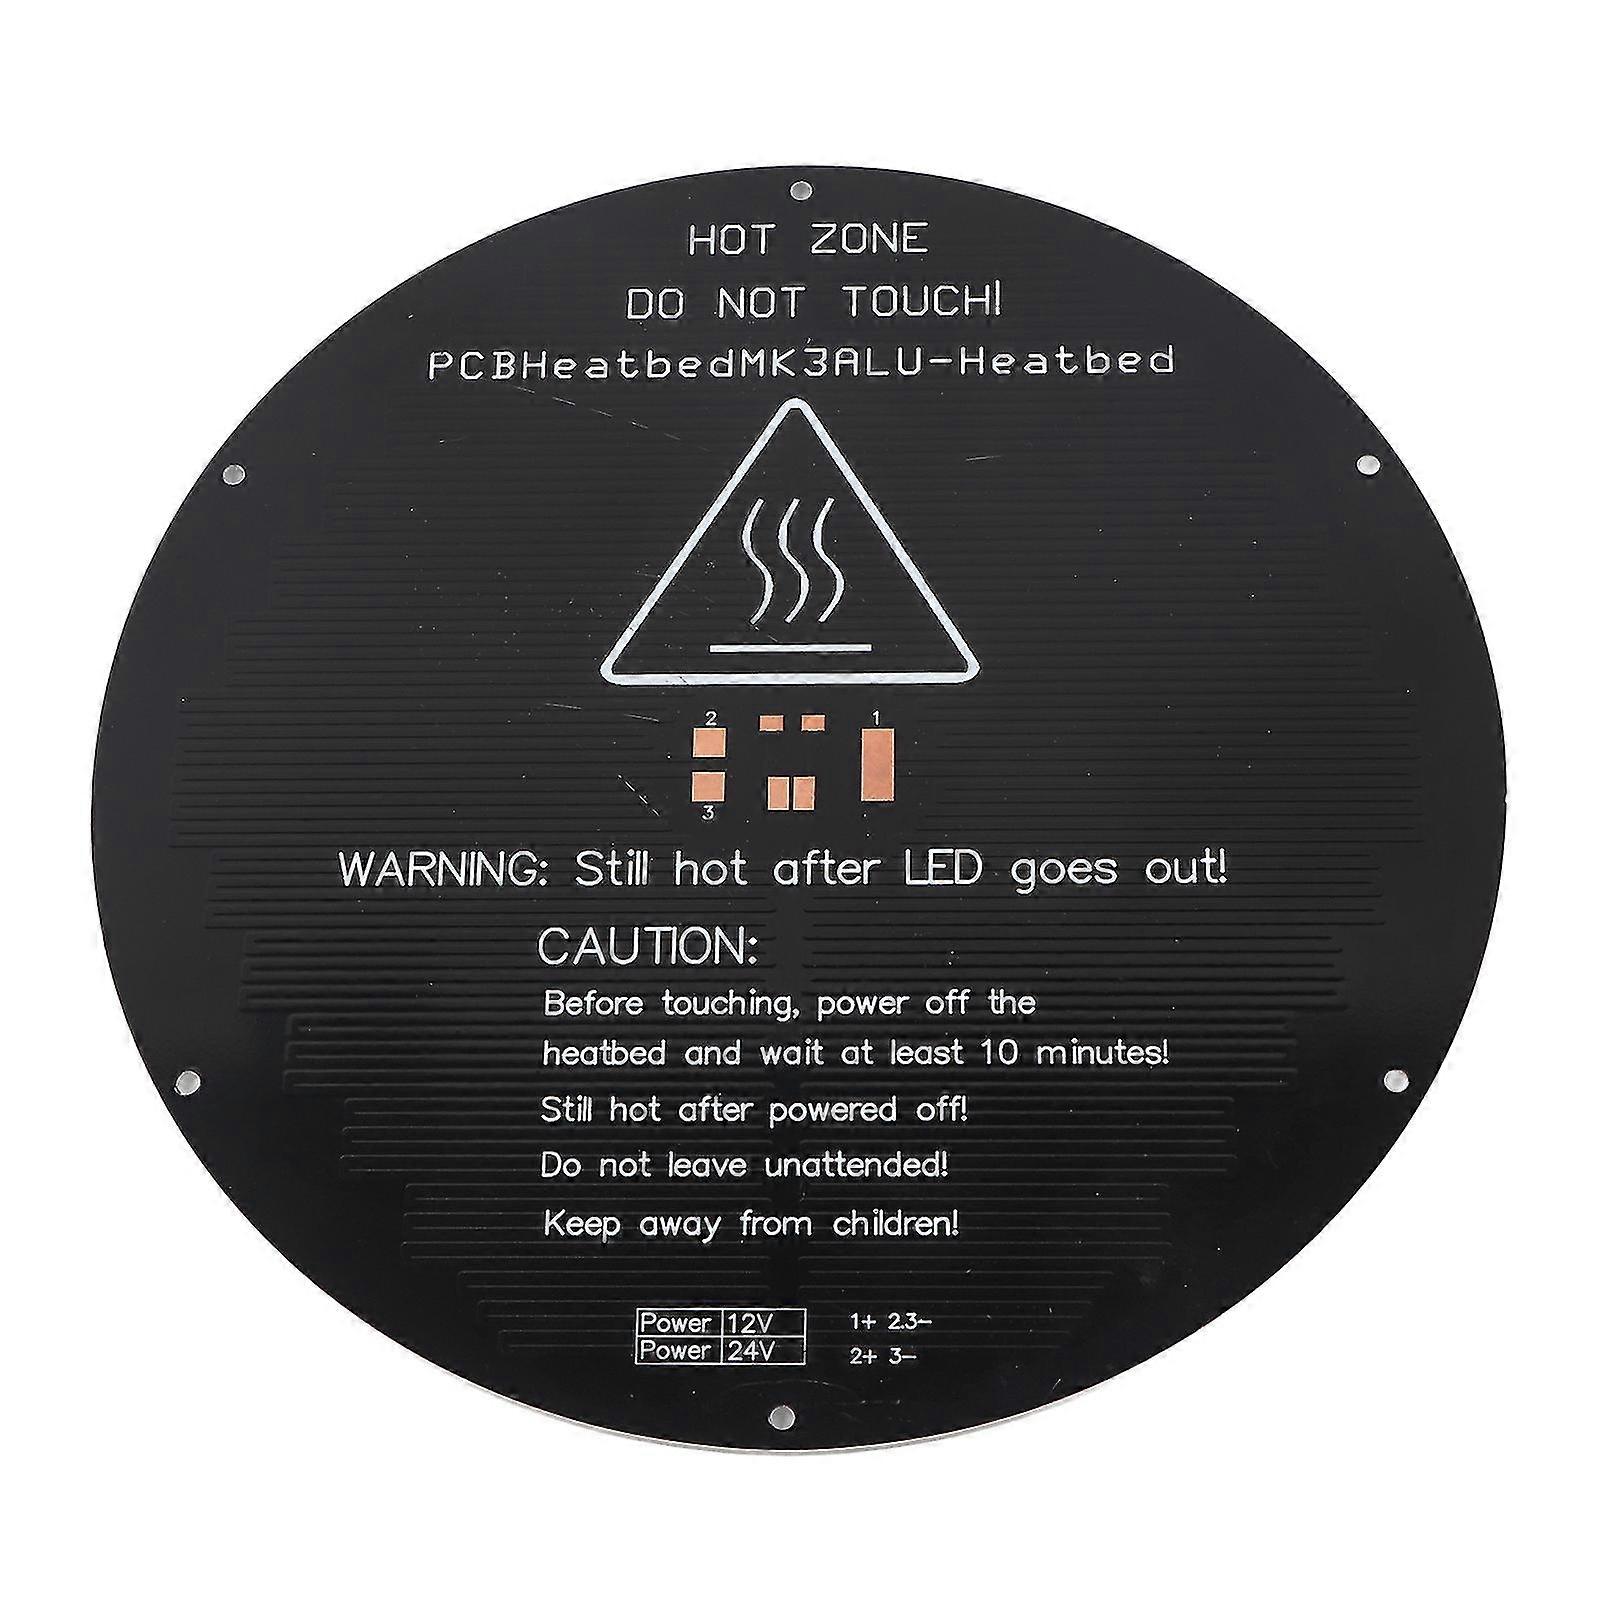 HOT ZONE
DO NOT TOUCH!
PCBHeatbedMK3ALU-Heatbed
2 1
3
WARNING: Still hot after LED goes out!
CAUTION:
Before touching, power off the
heatbed and wait at least 10 minutes!
Still hot after powered off!
Do not leave unattended!
Keep away from children!
Power 12V 1+ 2.3-
Power 24V 2+ 3-